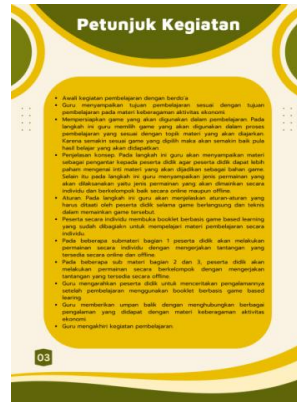 Petunjuk Kegiatan
• Awali kegiatan pembelajaran dengan berdo'a
• Guru menyampaikan tujuan pembelajaran sesuai dengan tujuan
pembelajaran pada materi keberagaman aktivitas ekonomi.
• Mempersiapkan game yang akan digunakan dalam pembelajaran. Pada
langkah ini guru memilih game yang akan digunakan dalam proses
pembelajaran yang sesuai dengan topik materi yang akan diajarkan.
Karena semakin sesuai game yang dipilih maka akan semakin baik pula
hasil belajar yang akan didapatkan
• Penjelasan konsep. Pada langkah ini guru akan menyampaikan materi
sebagai pengantar kepada peserta didik agar peserta didik dapat lebih
paham mengenai inti materi yang akan dijadikan sebagai bahan game.
Selain itu pada langkah ini guru menyampaikan jenis permainan yang
akan dilaksanakan yaitu jenis permainan yang dimainkan secara
individu dan berkelompok baik secara online maupun offline.
• Aturan. Pada langkah ini guru akan menjelaskan aturan-aturan yang
harus ditaati oleh peserta didik selama game berlangsung dan teknis
dalam memainkan game tersebut.
• Peserta secara individu membuka booklet berbasis game based learning
yang sudah dibagikn untuk mempelajari materi pembelajaran secara
individu.
• Pada beberapa submateri bagian 1 peserta didik akan melakukan
permainan secara individu dengan mengerjakan tantangan yang
tersedia secara online dan offline.
• Pada beberapa sub materi bagian 2 dan 3, peserta didik akan
melakukan permainan secara berkelompok dengan mengerjakan
tantangan yang tersedia secara offline.
• Guru mengarahkan peserta didik untuk menceritakan pengalamannya
setelah pembelajaran menggunakan booklet berbasis game based
learing
• Guru memberikan umpan balik dengan menghubungkan berbagai
pengalaman yang didapat dengan materi keberagaman aktivitas
ekonomi
• Guru mengakhiri kegiatan pembelajaran
03